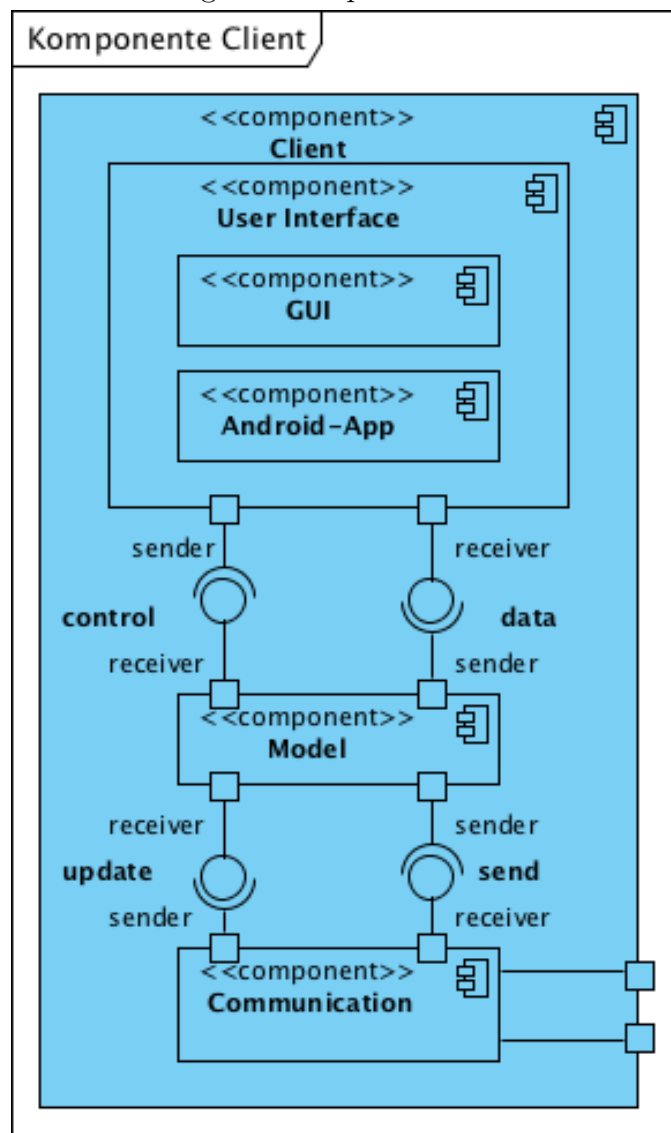 Komponente Client
<<component>>
Client
<<component>>
User Interface
<<component>>
GUI
<<component>>
Android-App
sender
receiver
control
data
receiver
sender
<<component>>
Model
receiver
sender
update
send
sender
receiver
<<component>>
Communication